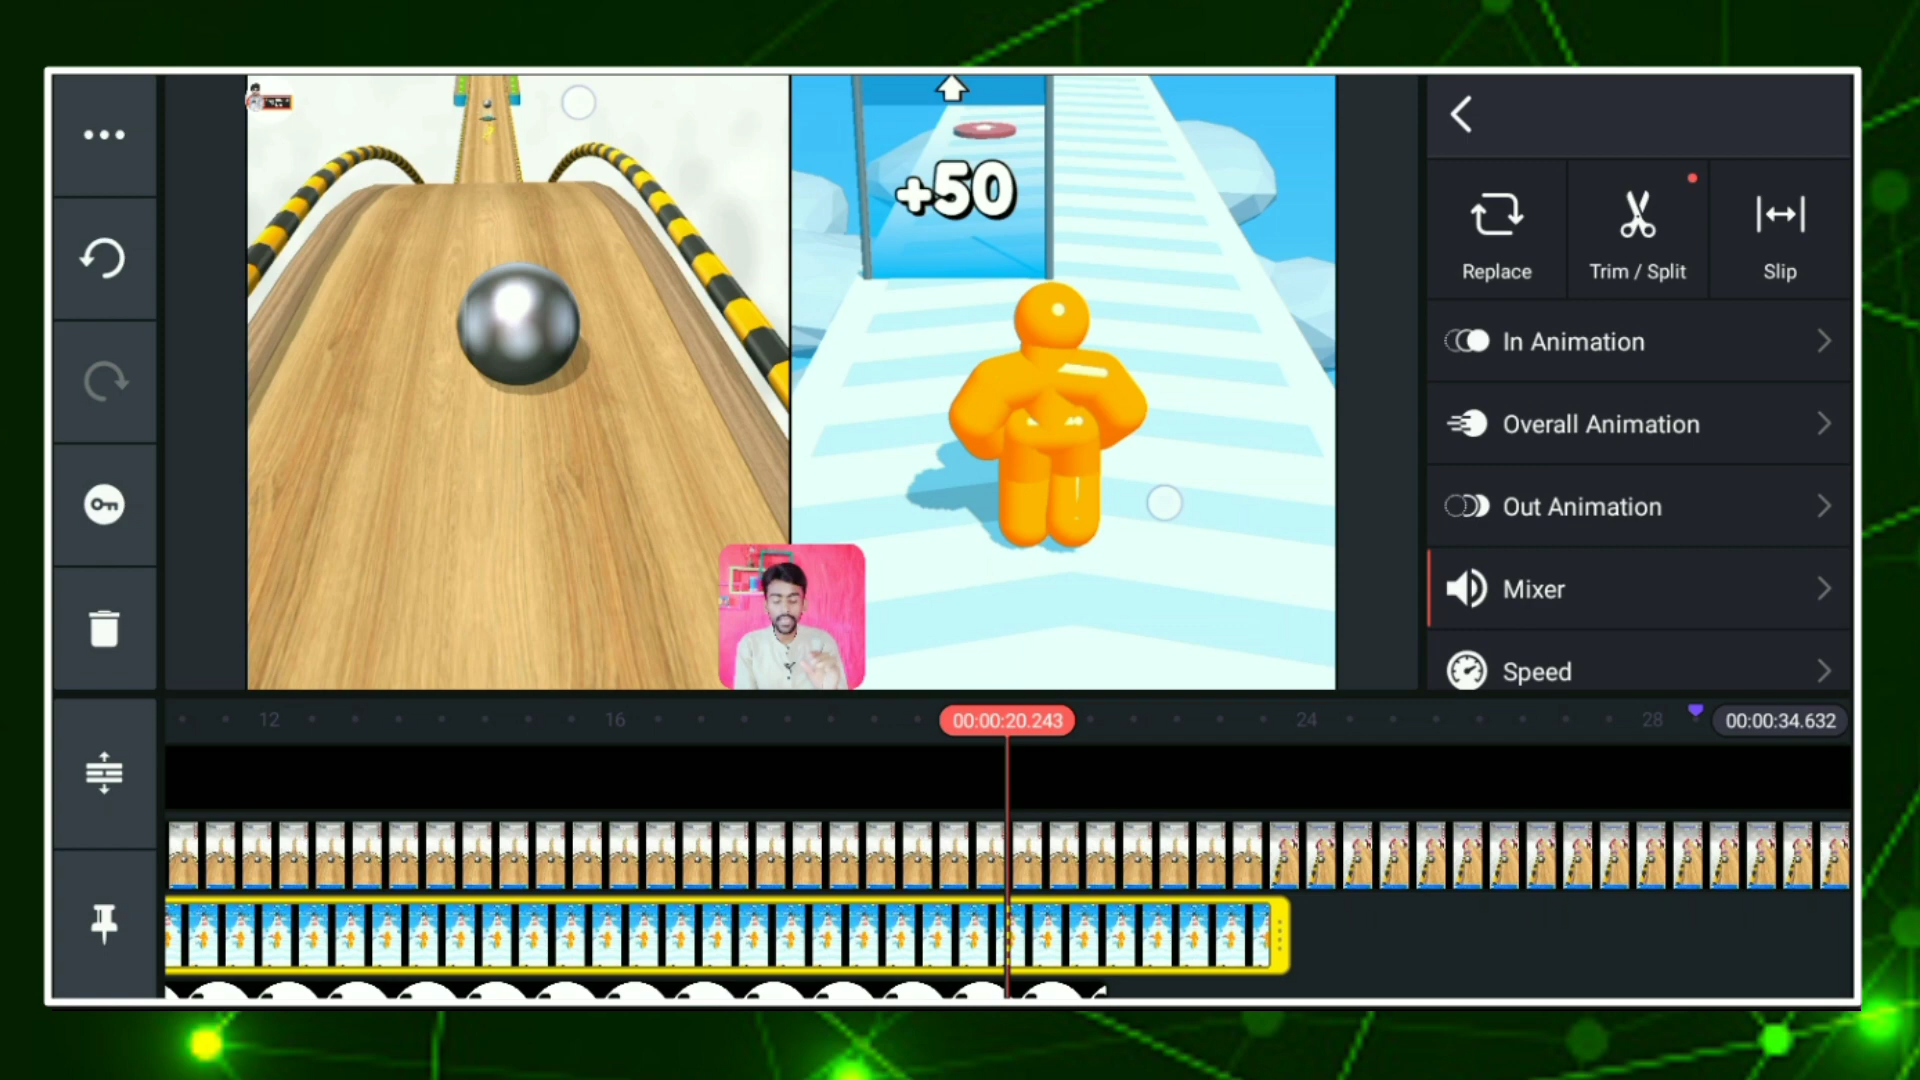 +50
Replace
Trim / Split
Slip
In Animation
Overall Animation
Out Animation
Mixer
Speed
12
16
00:00:20.243
24
28
00:00:34.632